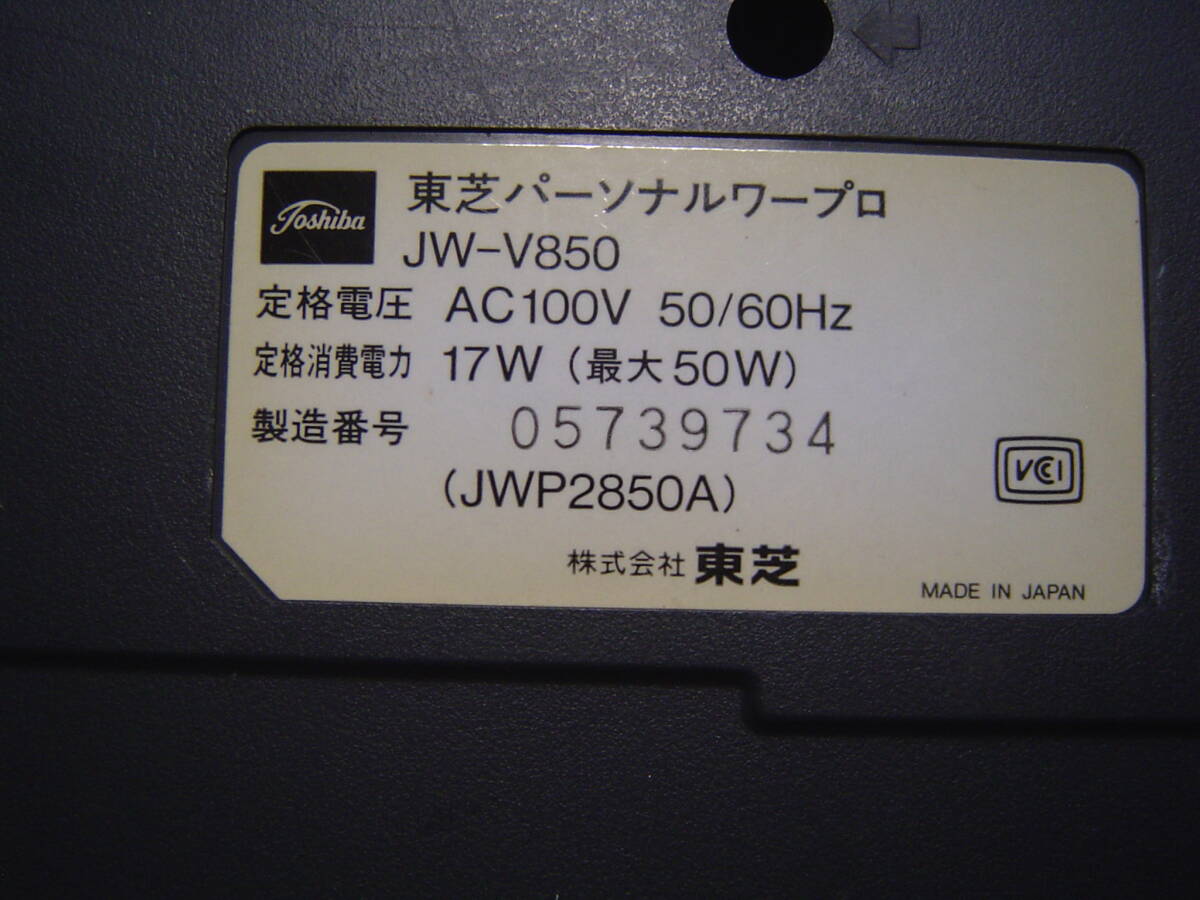 Toshiba 東芝パーソナルワープロ
JW-V850
定格電圧 AC100V 50/60Hz
定格消費電力 17W (最大50W)
製造番号 05739734
(JWP2850A)
VCCI
株式会社 東芝
MADE IN JAPAN